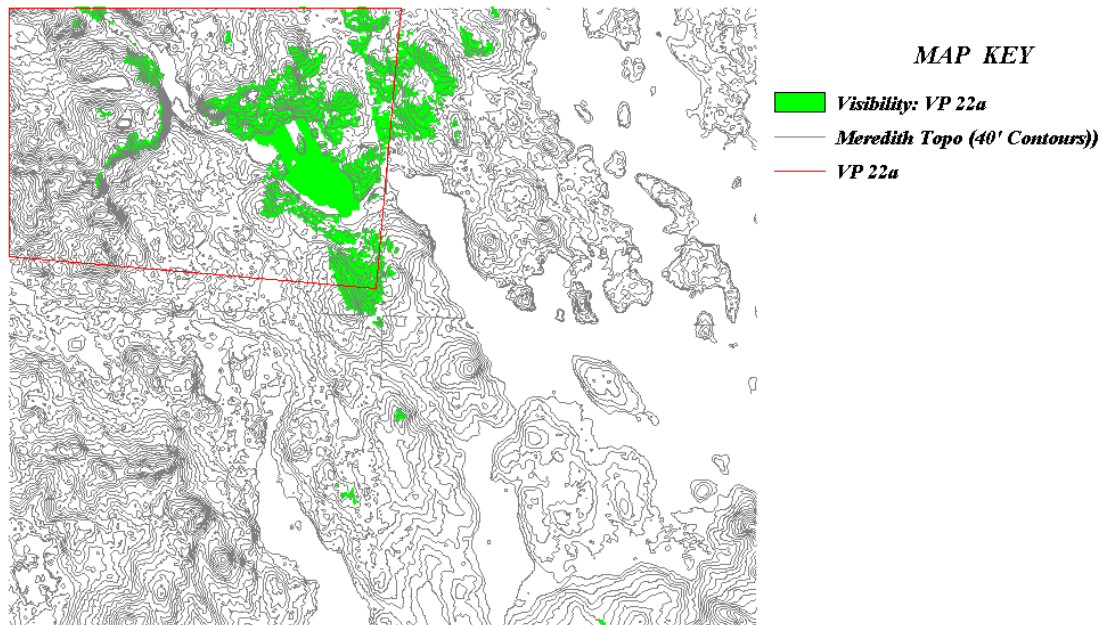 MAP KEY
Visibility: VP 22a
Meredith Topo (40' Contours))
VP 22a